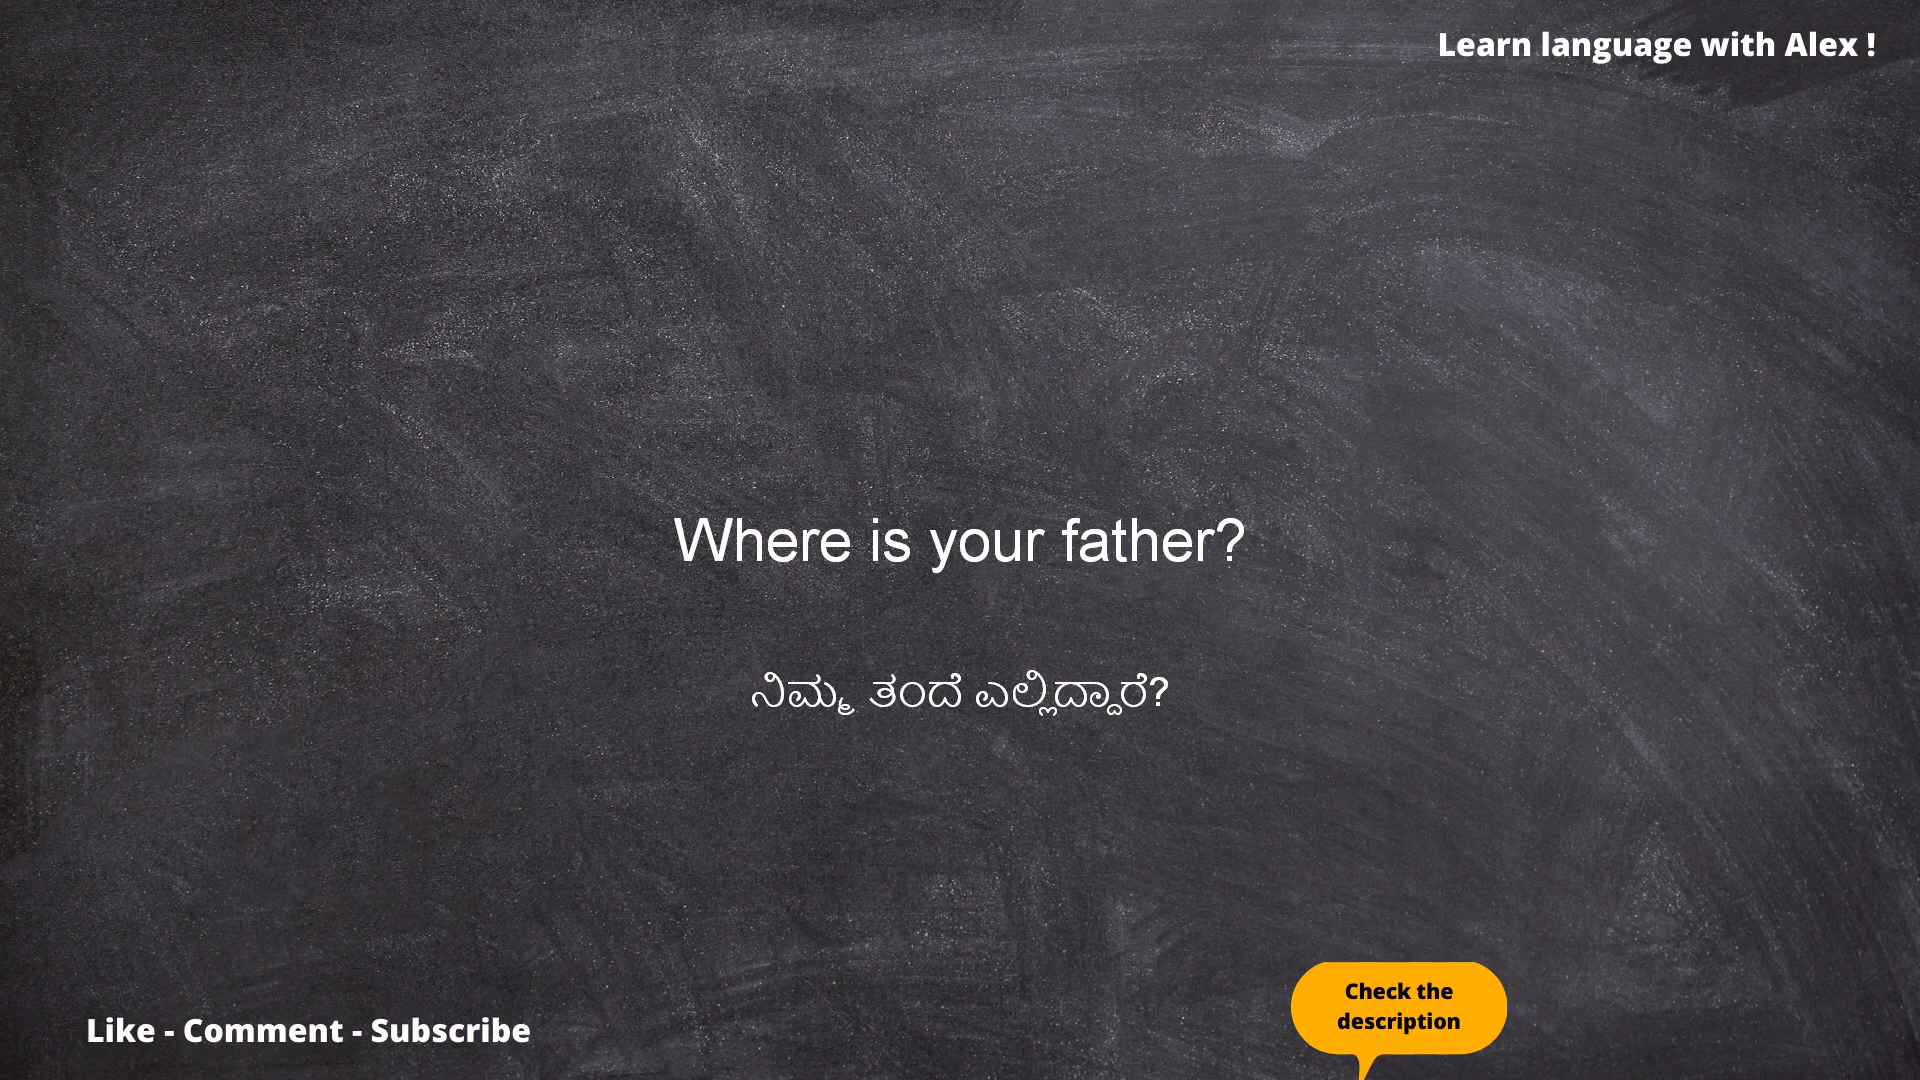 Learn language with Alex !
Where is your father?
ನಿಮ್ಮ ತಂದೆ ಎಲ್ಲಿದ್ದಾರೆ?
Check the
description
Like - Comment - Subscribe